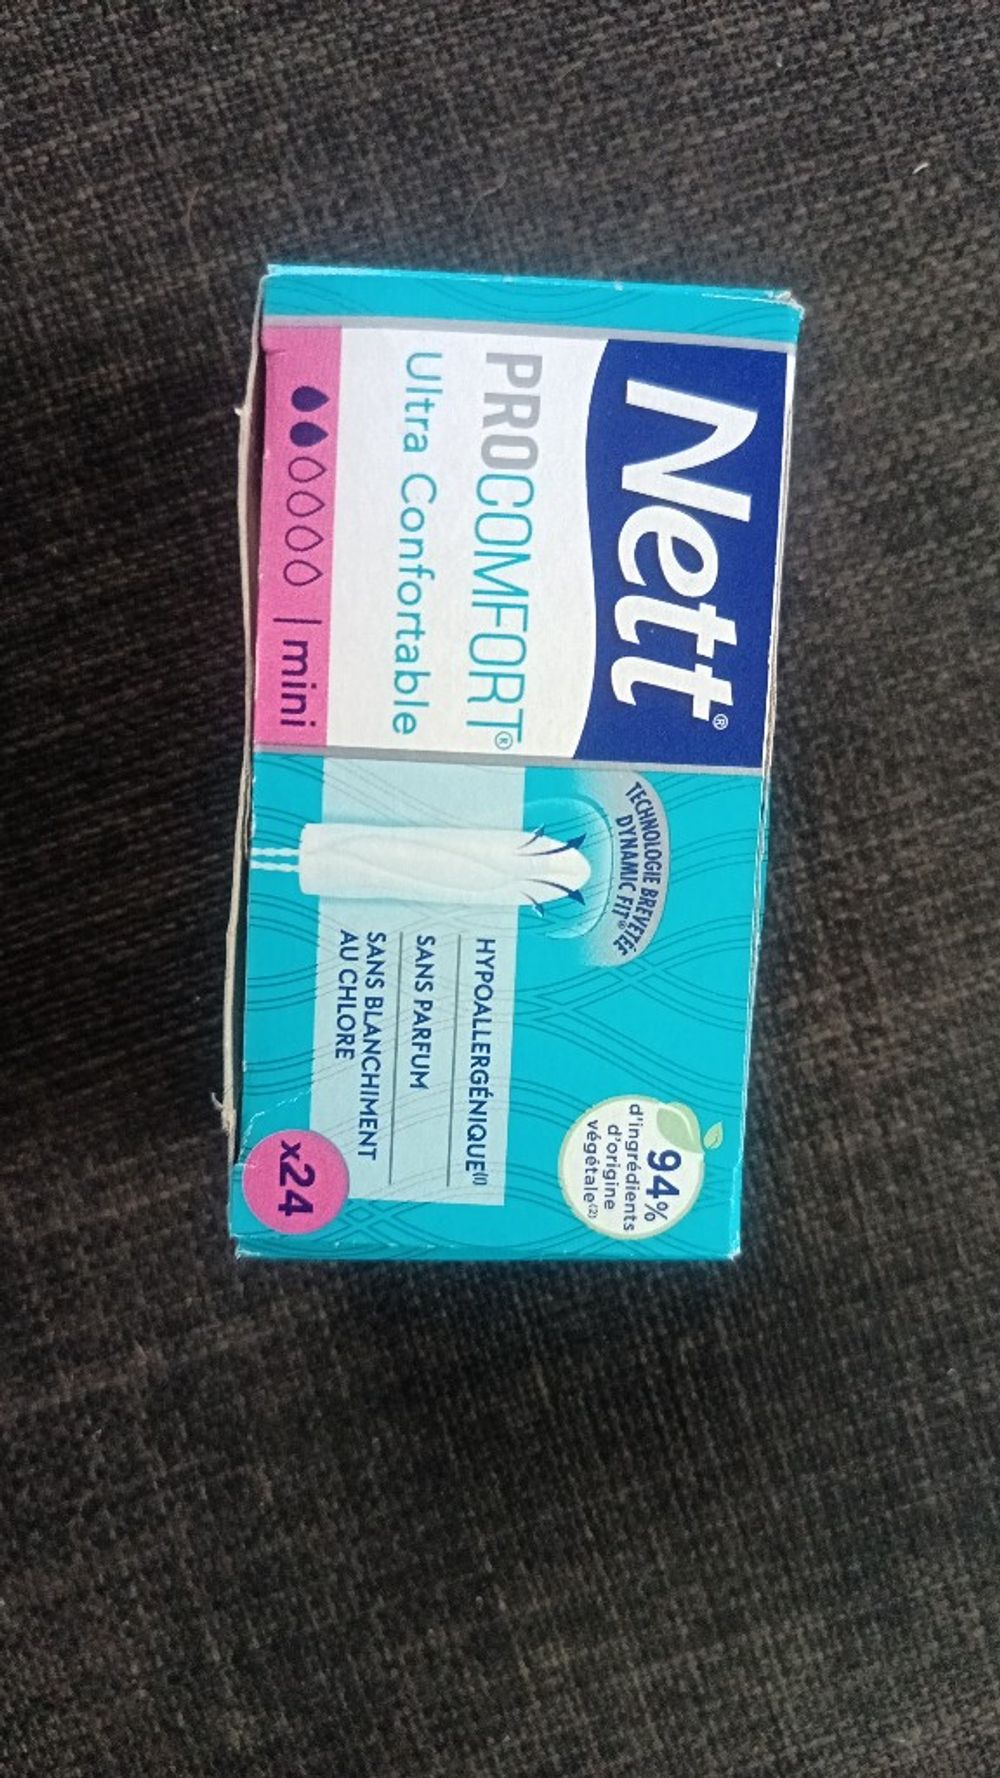 Nett®
PROCOMFORT®
Ultra Confortable
| mini
TECHNOLOGIE BREVETÉE
DYNAMIC FIT®
HYPOALLERGÉNIQUE(1)
SANS PARFUM
SANS BLANCHIMENT
AU CHLORE
94%
d'ingrédients
d'origine
végétale(2)
x24